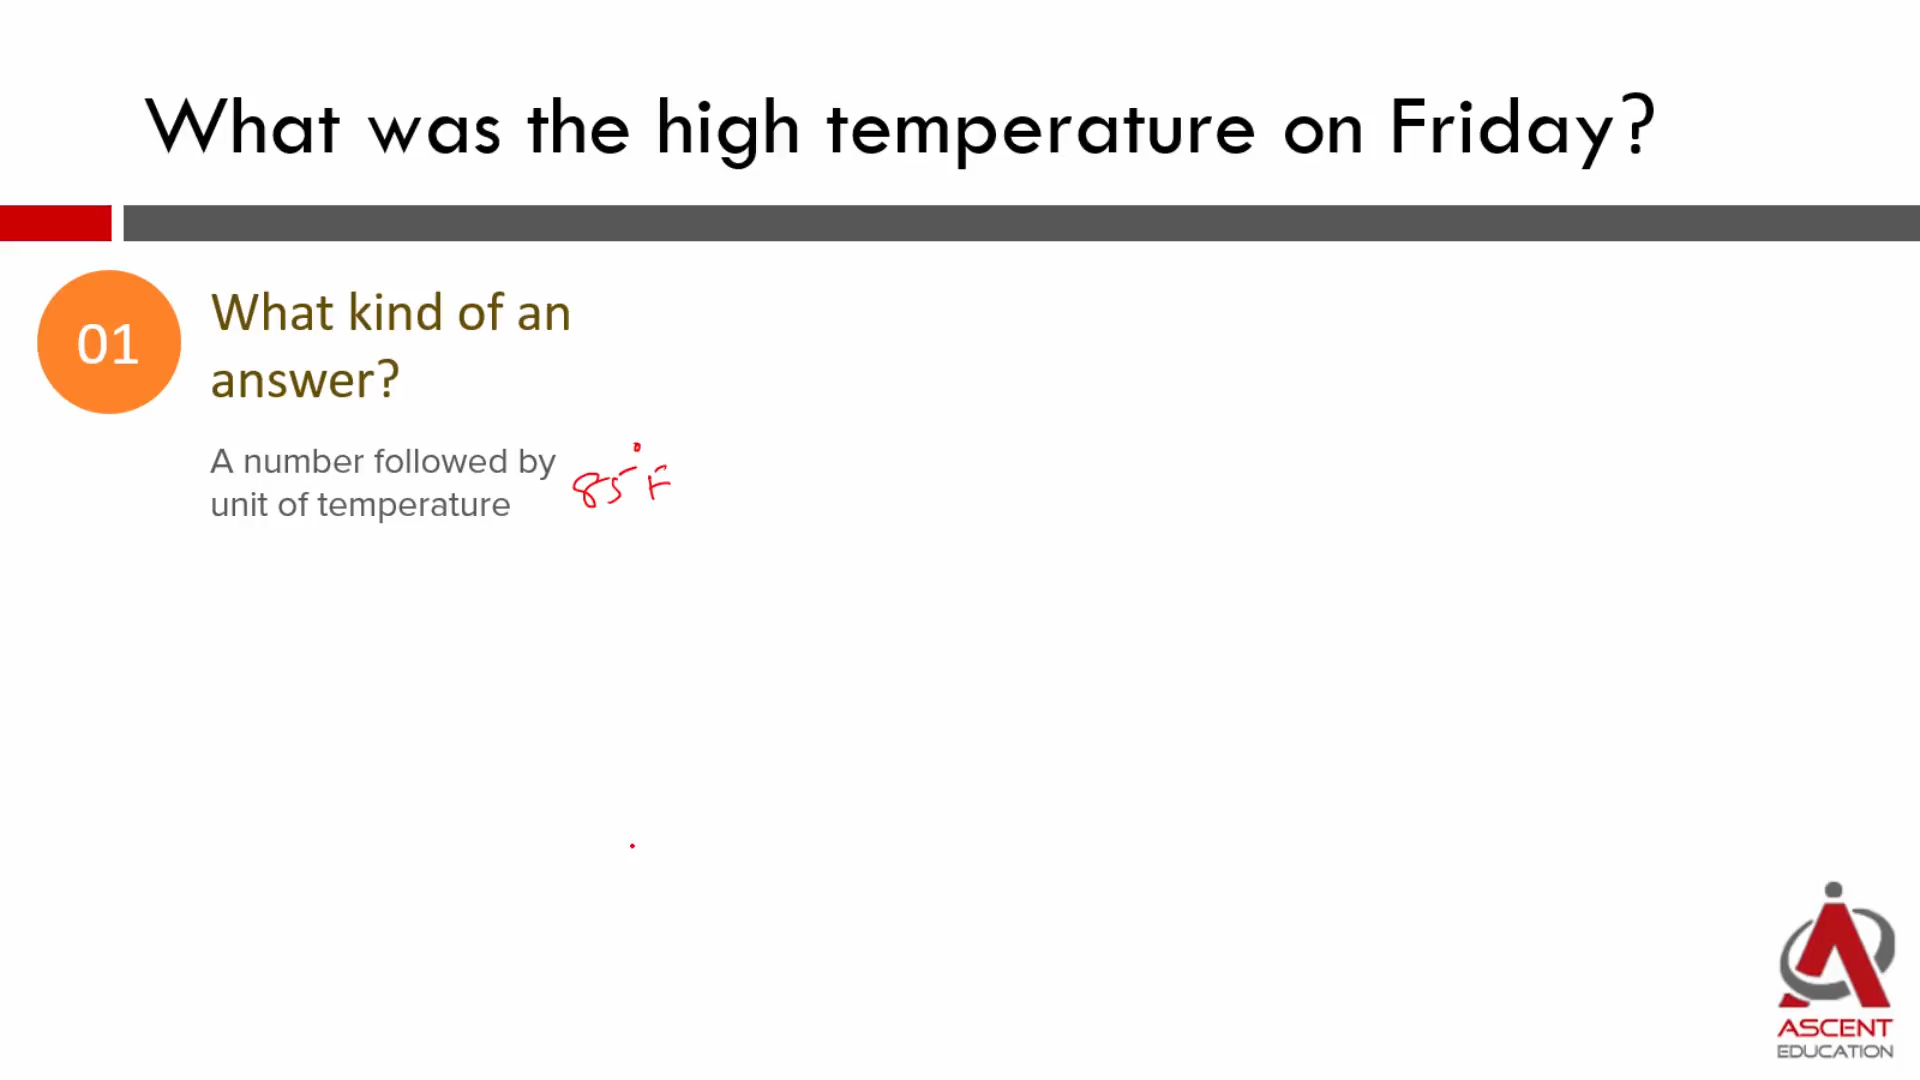 What was the high temperature on Friday?
01
What kind of an
answer?
A number followed by
unit of temperature
85°F
ASCENT
EDUCATION